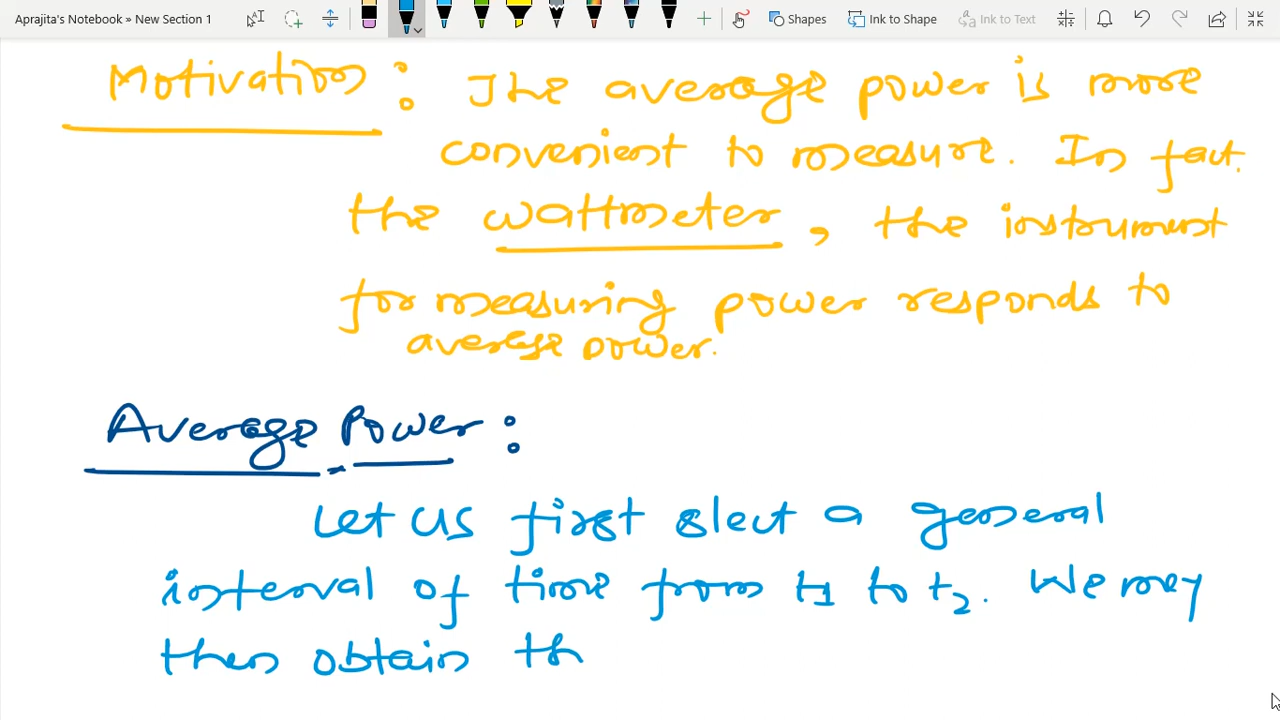 Aprajita's Notebook » New Section 1
Shapes
Ink to Shape
Ink to Text
Motivation : The average power is more
convenient to measure. In fact.
the wattmeter, the instrument
for measuring power responds to
average power.
Average Power :
Let us first slect a general
interval of time from t1 to t2. We may
then obtain th